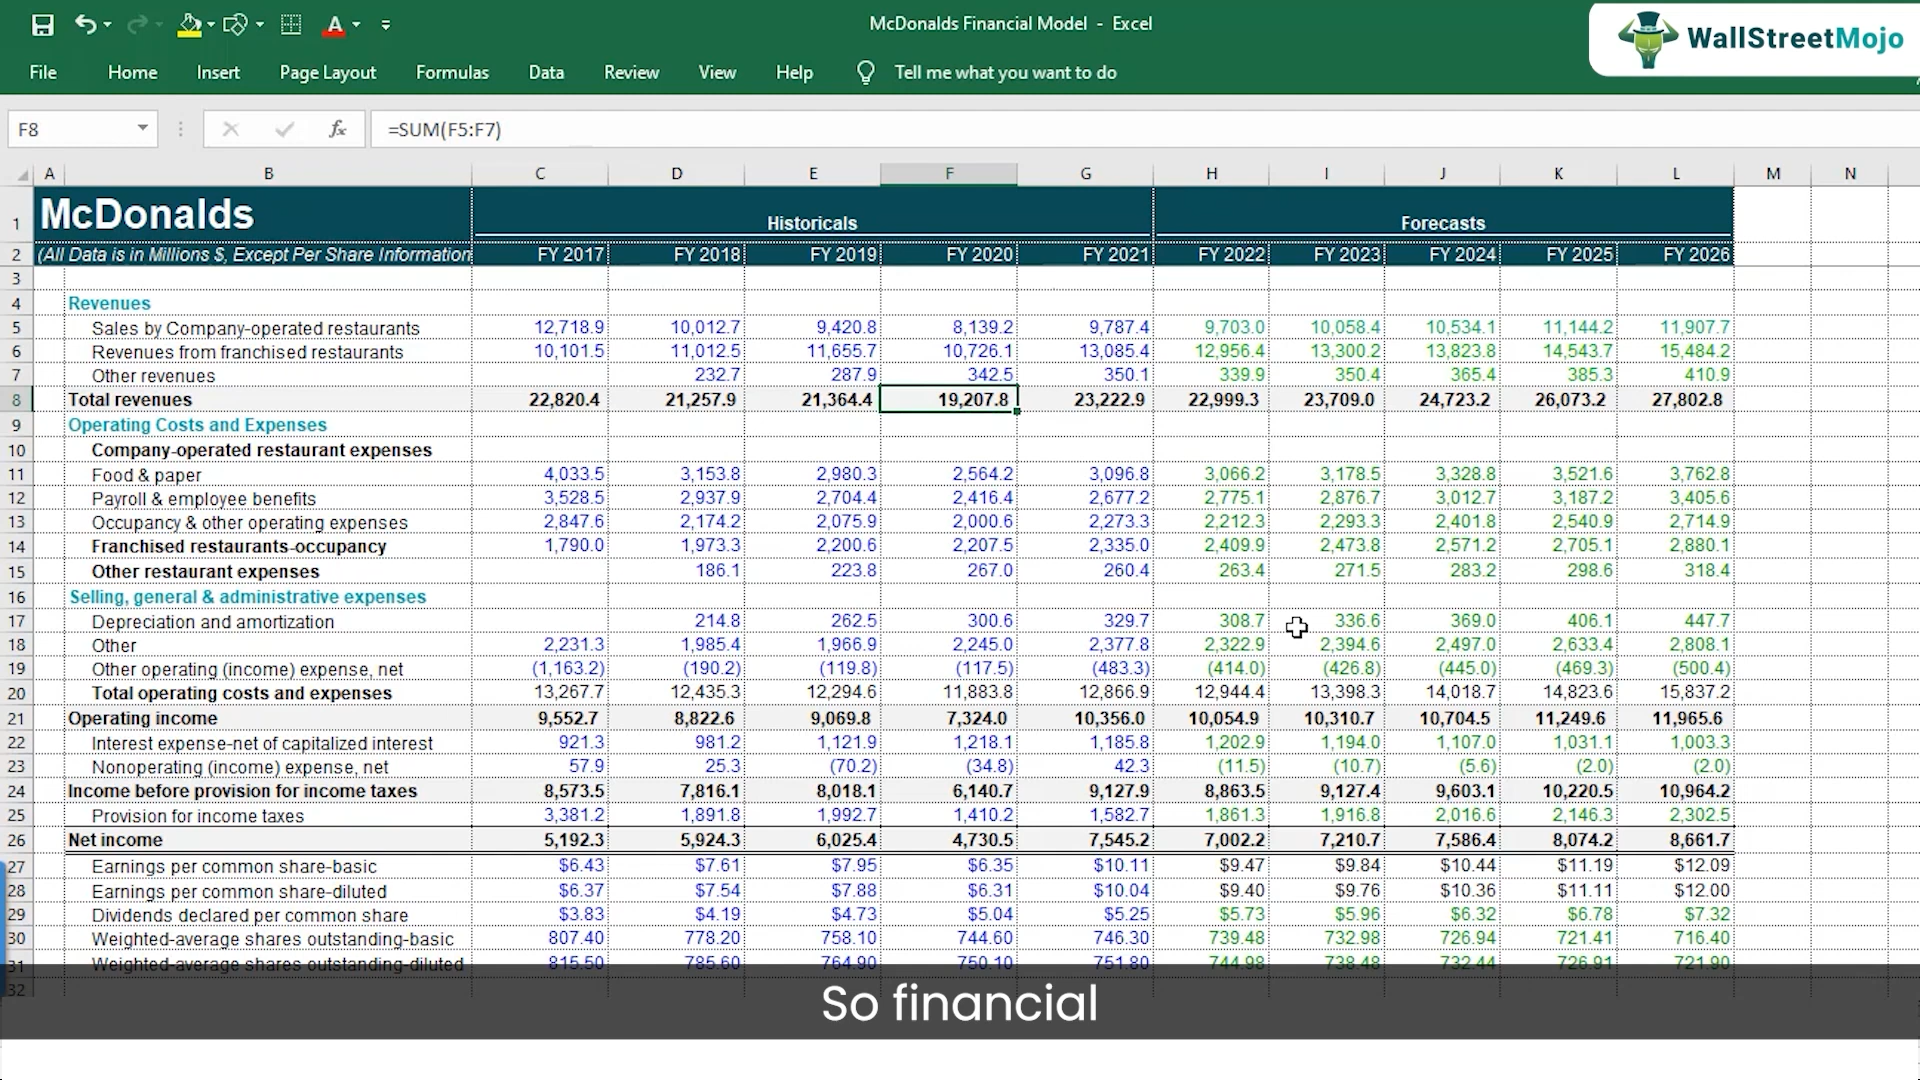 McDonalds Financial Model - Excel
WallStreetMojo
File Home Insert Page Layout Formulas Data Review View Help Tell me what you want to do
F8 fx =SUM(F5:F7)
A B C D E F G H I J K L M N
1 McDonalds Historicals Forecasts
2 (All Data is in Millions $, Except Per Share Information FY 2017 FY 2018 FY 2019 FY 2020 FY 2021 FY 2022 FY 2023 FY 2024 FY 2025 FY 2026
3
4 Revenues
5 Sales by Company-operated restaurants 12,718.9 10,012.7 9,420.8 8,139.2 9,787.4 9,703.0 10,058.4 10,534.1 11,144.2 11,907.7
6 Revenues from franchised restaurants 10,101.5 11,012.5 11,655.7 10,726.1 13,085.4 12,956.4 13,300.2 13,823.8 14,543.7 15,484.2
7 Other revenues 232.7 287.9 342.5 350.1 339.9 350.4 365.4 385.3 410.9
8 Total revenues 22,820.4 21,257.9 21,364.4 19,207.8 23,222.9 22,999.3 23,709.0 24,723.2 26,073.2 27,802.8
9 Operating Costs and Expenses
10 Company-operated restaurant expenses
11 Food & paper 4,033.5 3,153.8 2,980.3 2,564.2 3,096.8 3,066.2 3,178.5 3,328.8 3,521.6 3,762.8
12 Payroll & employee benefits 3,528.5 2,937.9 2,704.4 2,416.4 2,677.2 2,775.1 2,876.7 3,012.7 3,187.2 3,405.6
13 Occupancy & other operating expenses 2,847.6 2,174.2 2,075.9 2,000.6 2,273.3 2,212.3 2,293.3 2,401.8 2,540.9 2,714.9
14 Franchised restaurants-occupancy 1,790.0 1,973.3 2,200.6 2,207.5 2,335.0 2,409.9 2,473.8 2,571.2 2,705.1 2,880.1
15 Other restaurant expenses 186.1 223.8 267.0 260.4 263.4 271.5 283.2 298.6 318.4
16 Selling, general & administrative expenses
17 Depreciation and amortization 214.8 262.5 300.6 329.7 308.7 336.6 369.0 406.1 447.7
18 Other 2,231.3 1,985.4 1,966.9 2,245.0 2,377.8 2,322.9 2,394.6 2,497.0 2,633.4 2,808.1
19 Other operating (income) expense, net (1,163.2) (190.2) (119.8) (117.5) (483.3) (414.0) (426.8) (445.0) (469.3) (500.4)
20 Total operating costs and expenses 13,267.7 12,435.3 12,294.6 11,883.8 12,866.9 12,944.4 13,398.3 14,018.7 14,823.6 15,837.2
21 Operating income 9,552.7 8,822.6 9,069.8 7,324.0 10,356.0 10,054.9 10,310.7 10,704.5 11,249.6 11,965.6
22 Interest expense-net of capitalized interest 921.3 981.2 1,121.9 1,218.1 1,185.8 1,202.9 1,194.0 1,107.0 1,031.1 1,003.3
23 Nonoperating (income) expense, net 57.9 25.3 (70.2) (34.8) 42.3 (11.5) (10.7) (5.6) (2.0) (2.0)
24 Income before provision for income taxes 8,573.5 7,816.1 8,018.1 6,140.7 9,127.9 8,863.5 9,127.4 9,603.1 10,220.5 10,964.2
25 Provision for income taxes 3,381.2 1,891.8 1,992.7 1,410.2 1,582.7 1,861.3 1,916.8 2,016.6 2,146.3 2,302.5
26 Net income 5,192.3 5,924.3 6,025.4 4,730.5 7,545.2 7,002.2 7,210.7 7,586.4 8,074.2 8,661.7
27 Earnings per common share-basic $6.43 $7.61 $7.95 $6.35 $10.11 $9.47 $9.84 $10.44 $11.19 $12.09
28 Earnings per common share-diluted $6.37 $7.54 $7.88 $6.31 $10.04 $9.40 $9.76 $10.36 $11.11 $12.00
29 Dividends declared per common share $3.83 $4.19 $4.73 $5.04 $5.25 $5.73 $5.96 $6.32 $6.78 $7.32
30 Weighted-average shares outstanding-basic 807.40 778.20 758.10 744.60 746.30 739.48 732.98 726.94 721.41 716.40
31 Weighted-average shares outstanding-diluted 815.50 785.60 764.90 750.10 751.80 744.98 738.48 732.44 726.91 721.90
32
So financial